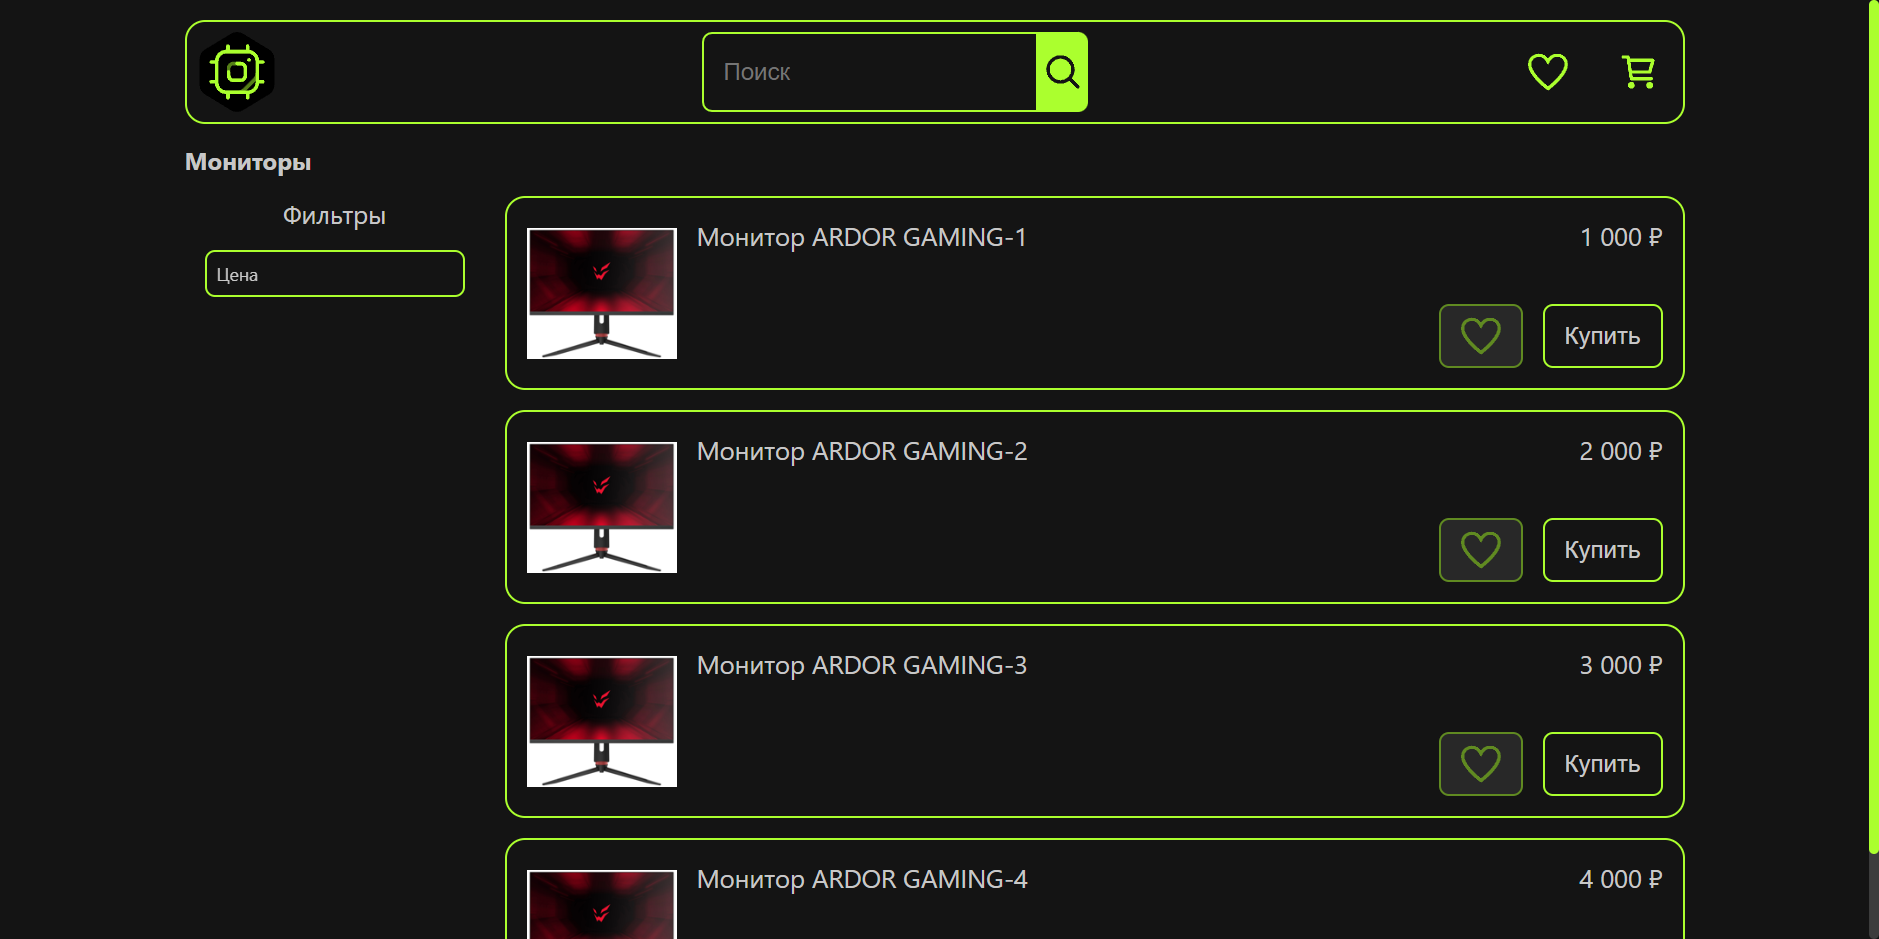 Поиск
Мониторы
Фильтры
Цена
Монитор ARDOR GAMING-1
1 000 ₽
Купить
Монитор ARDOR GAMING-2
2 000 ₽
Купить
Монитор ARDOR GAMING-3
3 000 ₽
Купить
Монитор ARDOR GAMING-4
4 000 ₽